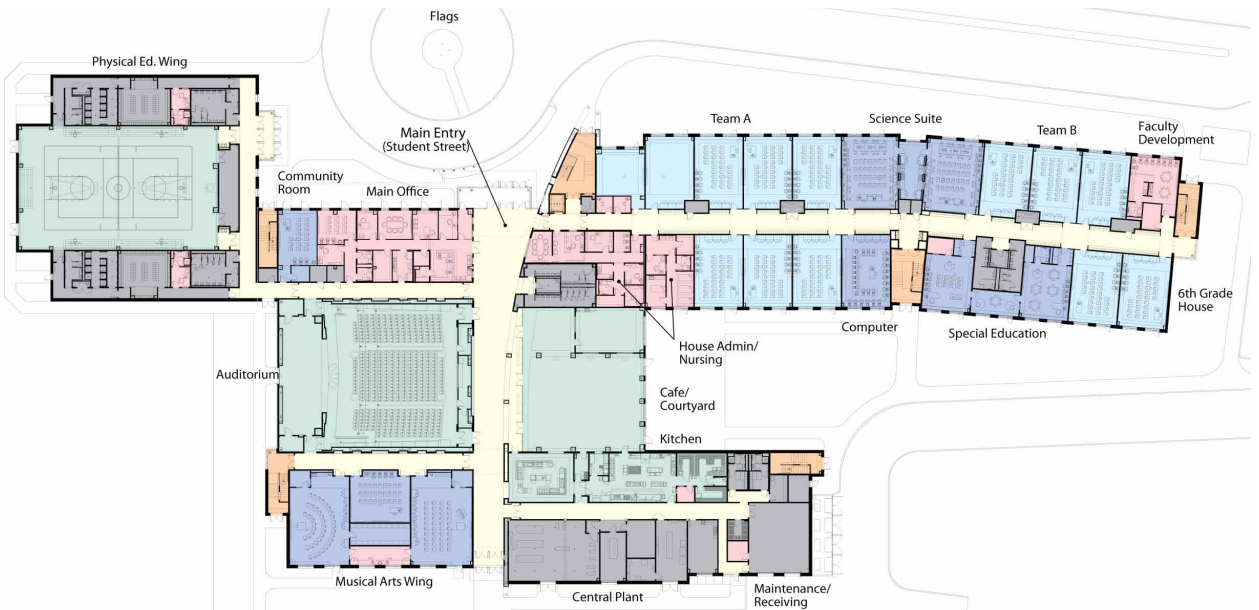 Flags
Physical Ed. Wing
Main Entry
(Student Street)
Team A
Science Suite
Team B
Faculty
Development
Community
Room
Main Office
6th Grade
House
Computer
Special Education
House Admin/
Nursing
Auditorium
Cafe/
Courtyard
Kitchen
Musical Arts Wing
Central Plant
Maintenance/
Receiving